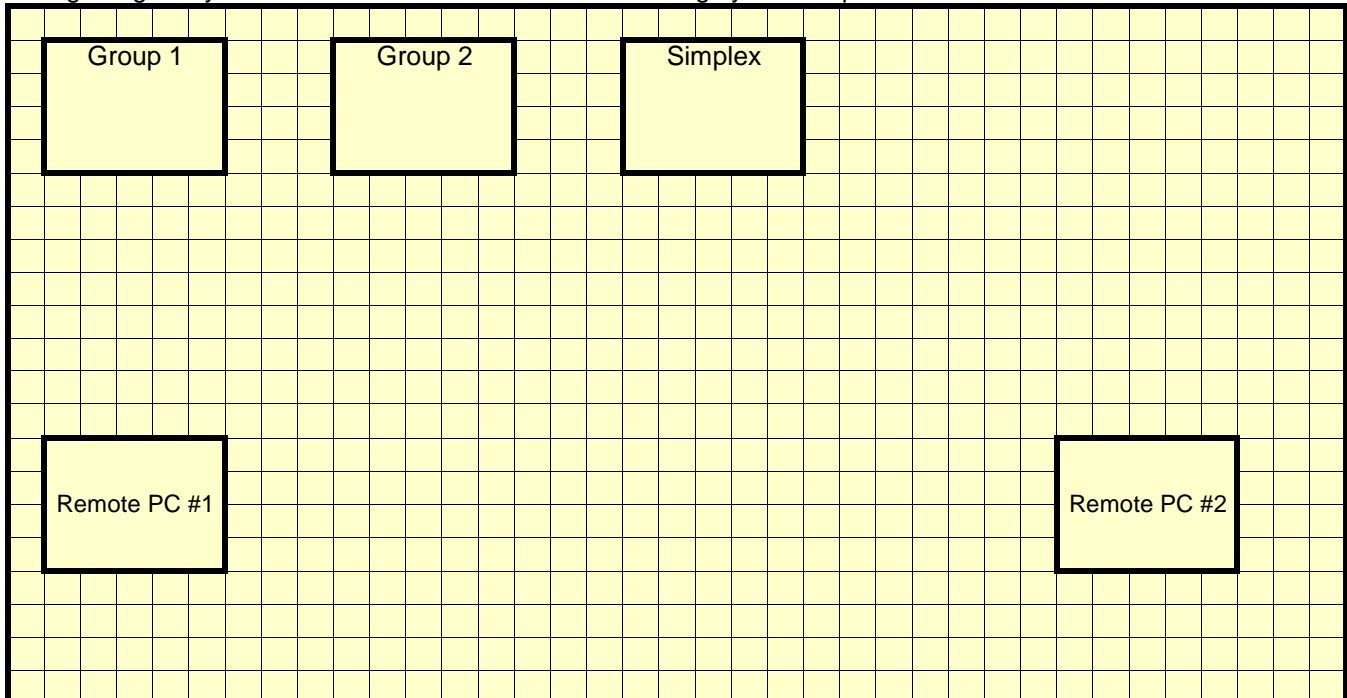 Group 1
Group 2
Simplex
Remote PC #1
Remote PC #2